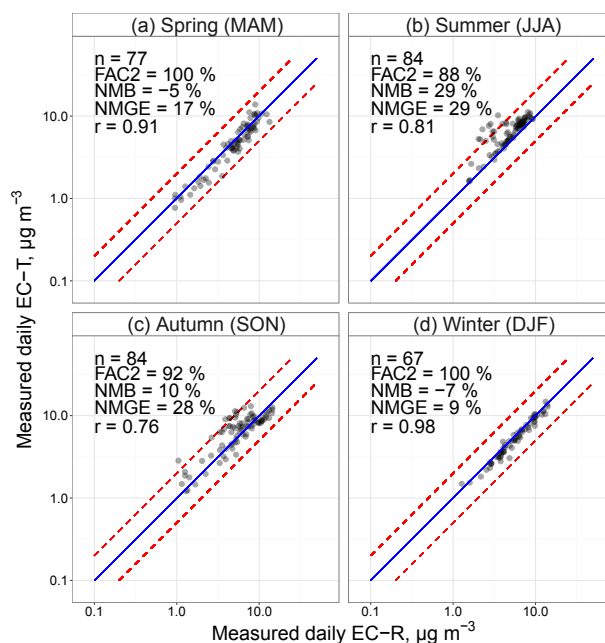 (a) Spring (MAM)
n = 77
FAC2 = 100 %
NMB = −5 %
NMGE = 17 %
r = 0.91
(b) Summer (JJA)
n = 84
FAC2 = 88 %
NMB = 29 %
NMGE = 29 %
r = 0.81
10.0
1.0
0.1
(c) Autumn (SON)
n = 84
FAC2 = 92 %
NMB = 10 %
NMGE = 28 %
r = 0.76
(d) Winter (DJF)
n = 67
FAC2 = 100 %
NMB = −7 %
NMGE = 9 %
r = 0.98
10.0
1.0
0.1
0.1 1.0 10.0 0.1 1.0 10.0
Measured daily EC−T, µg m⁻³
Measured daily EC−R, µg m⁻³